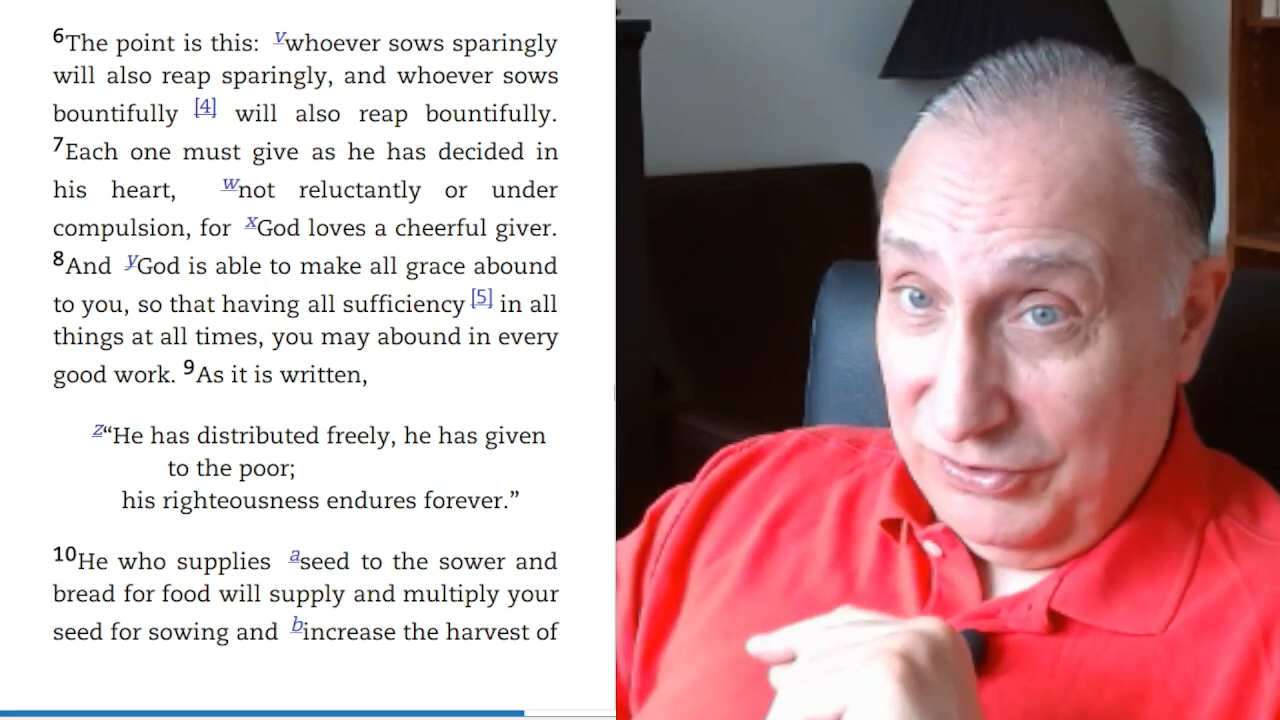 6The point is this: vwhoever sows sparingly
will also reap sparingly, and whoever sows
bountifully [4] will also reap bountifully.
7Each one must give as he has decided in
his heart, wnot reluctantly or under
compulsion, for xGod loves a cheerful giver.
8And yGod is able to make all grace abound
to you, so that having all sufficiency [5] in all
things at all times, you may abound in every
good work. 9As it is written,
z“He has distributed freely, he has given
to the poor;
his righteousness endures forever.”
10He who supplies aseed to the sower and
bread for food will supply and multiply your
seed for sowing and bincrease the harvest of